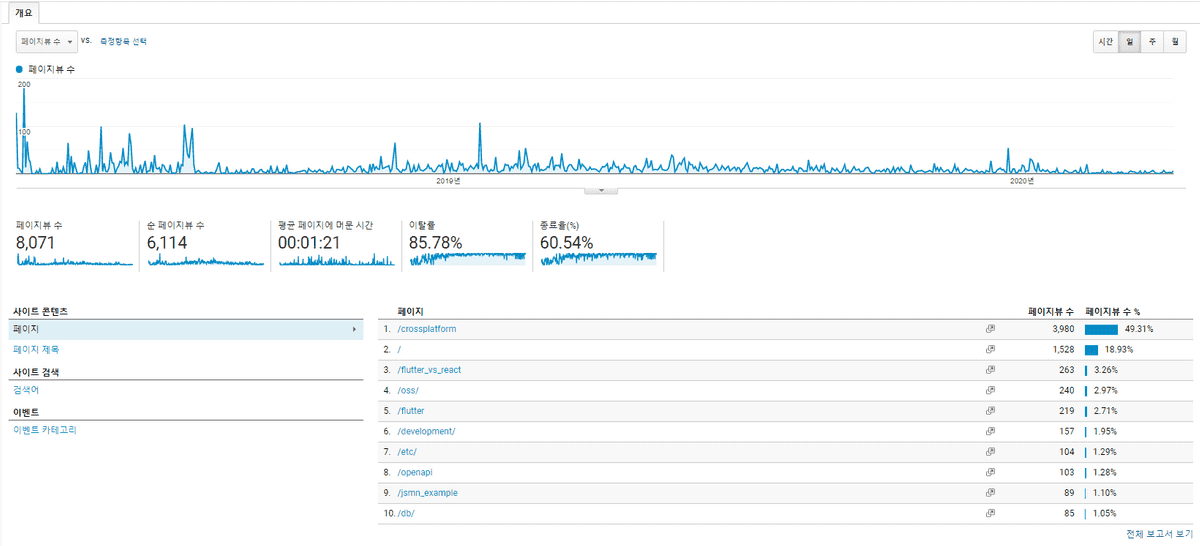 개요
페이지뷰 수 vs. 측정항목 선택 시간 일 주 월
페이지뷰 수
200
100
2019년 2020년
페이지뷰 수 순 페이지뷰 수 평균 페이지에 머문 시간 이탈율 종료율(%)
8,071 6,114 00:01:21 85.78% 60.54%
사이트 콘텐츠
페이지
페이지 제목
사이트 검색
검색어
이벤트
이벤트 카테고리
페이지 페이지뷰 수 페이지뷰 수 %
1. /crossplatform 3,980 49.31%
2. / 1,528 18.93%
3. /flutter_vs_react 263 3.26%
4. /oss/ 240 2.97%
5. /flutter 219 2.71%
6. /development/ 157 1.95%
7. /etc/ 104 1.29%
8. /openapi 103 1.28%
9. /jsmn_example 89 1.10%
10. /db/ 85 1.05%
전체 보고서 보기